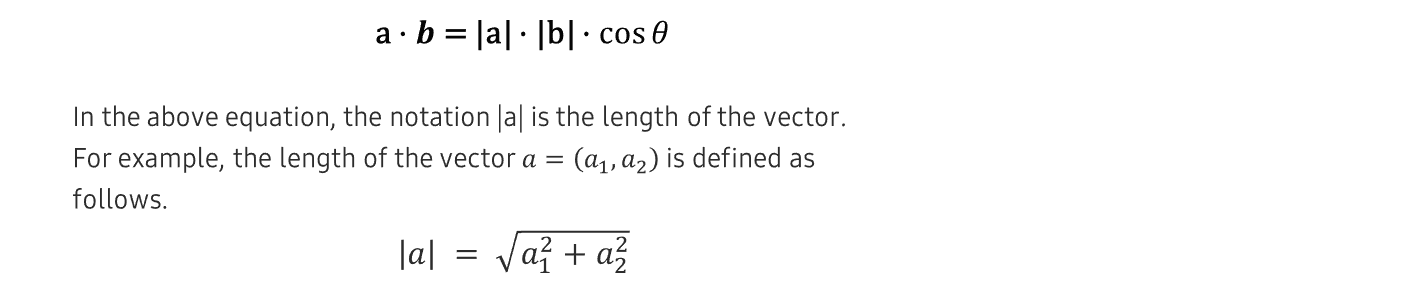 a · b = |a| · |b| · cos θ
In the above equation, the notation |a| is the length of the vector.
For example, the length of the vector a = (a₁, a₂) is defined as
follows.
|a| = √(a₁² + a₂²)